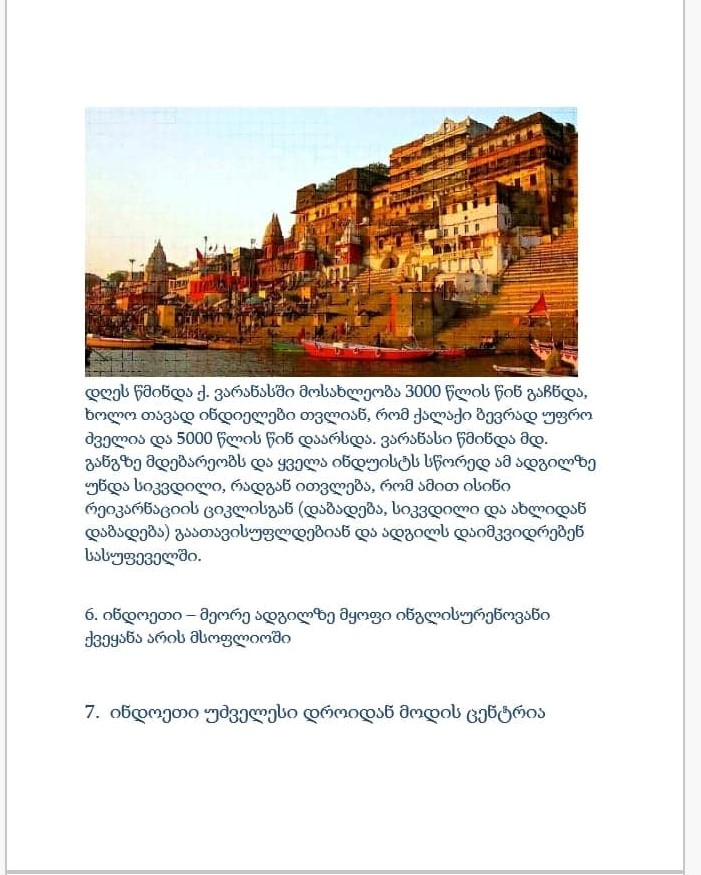 დღეს წმინდა ქ. ვარანასში მოსახლეობა 3000 წლის წინ გაჩნდა,
ხოლო თავად ინდიელები თვლიან, რომ ქალაქი ბევრად უფრო
ძველია და 5000 წლის წინ დაარსდა. ვარანასი წმინდა მდ.
განგზე მდებარეობს და ყველა ინდუისტს სწორედ ამ ადგილზე
უნდა სიკვდილი, რადგან ითვლება, რომ ამით ისინი
რეიკარნაციის ციკლისგან (დაბადება, სიკვდილი და ახლიდან
დაბადება) გაათავისუფლდებიან და ადგილს დაიმკვიდრებენ
სასუფეველში.
6. ინდოეთი – მეორე ადგილზე მყოფი ინგლისურენოვანი
ქვეყანა არის მსოფლიოში
7. ინდოეთი უძველესი დროიდან მოდის ცენტრია